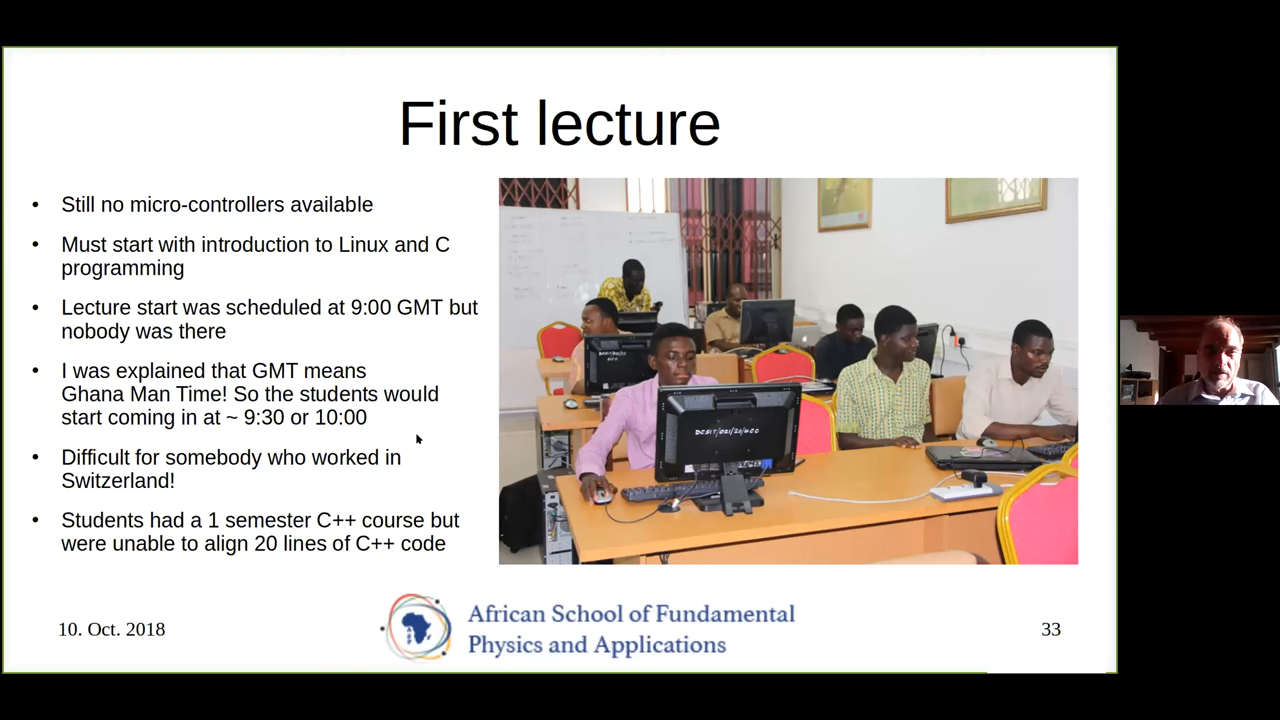 First lecture
• Still no micro-controllers available
• Must start with introduction to Linux and C
programming
• Lecture start was scheduled at 9:00 GMT but
nobody was there
• I was explained that GMT means
Ghana Man Time! So the students would
start coming in at ~ 9:30 or 10:00
• Difficult for somebody who worked in
Switzerland!
• Students had a 1 semester C++ course but
were unable to align 20 lines of C++ code
10. Oct. 2018
African School of Fundamental
Physics and Applications
33